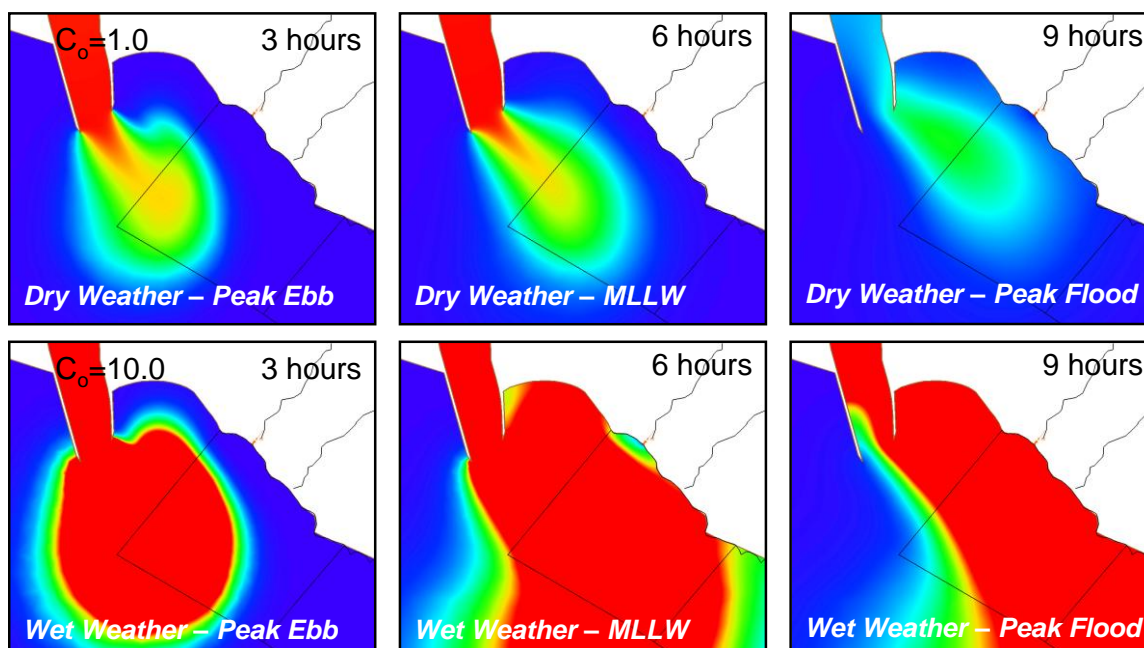 Cₒ=1.0 3 hours
Dry Weather – Peak Ebb
6 hours
Dry Weather – MLLW
9 hours
Dry Weather – Peak Flood
Cₒ=10.0 3 hours
Wet Weather – Peak Ebb
6 hours
Wet Weather – MLLW
9 hours
Wet Weather – Peak Flood